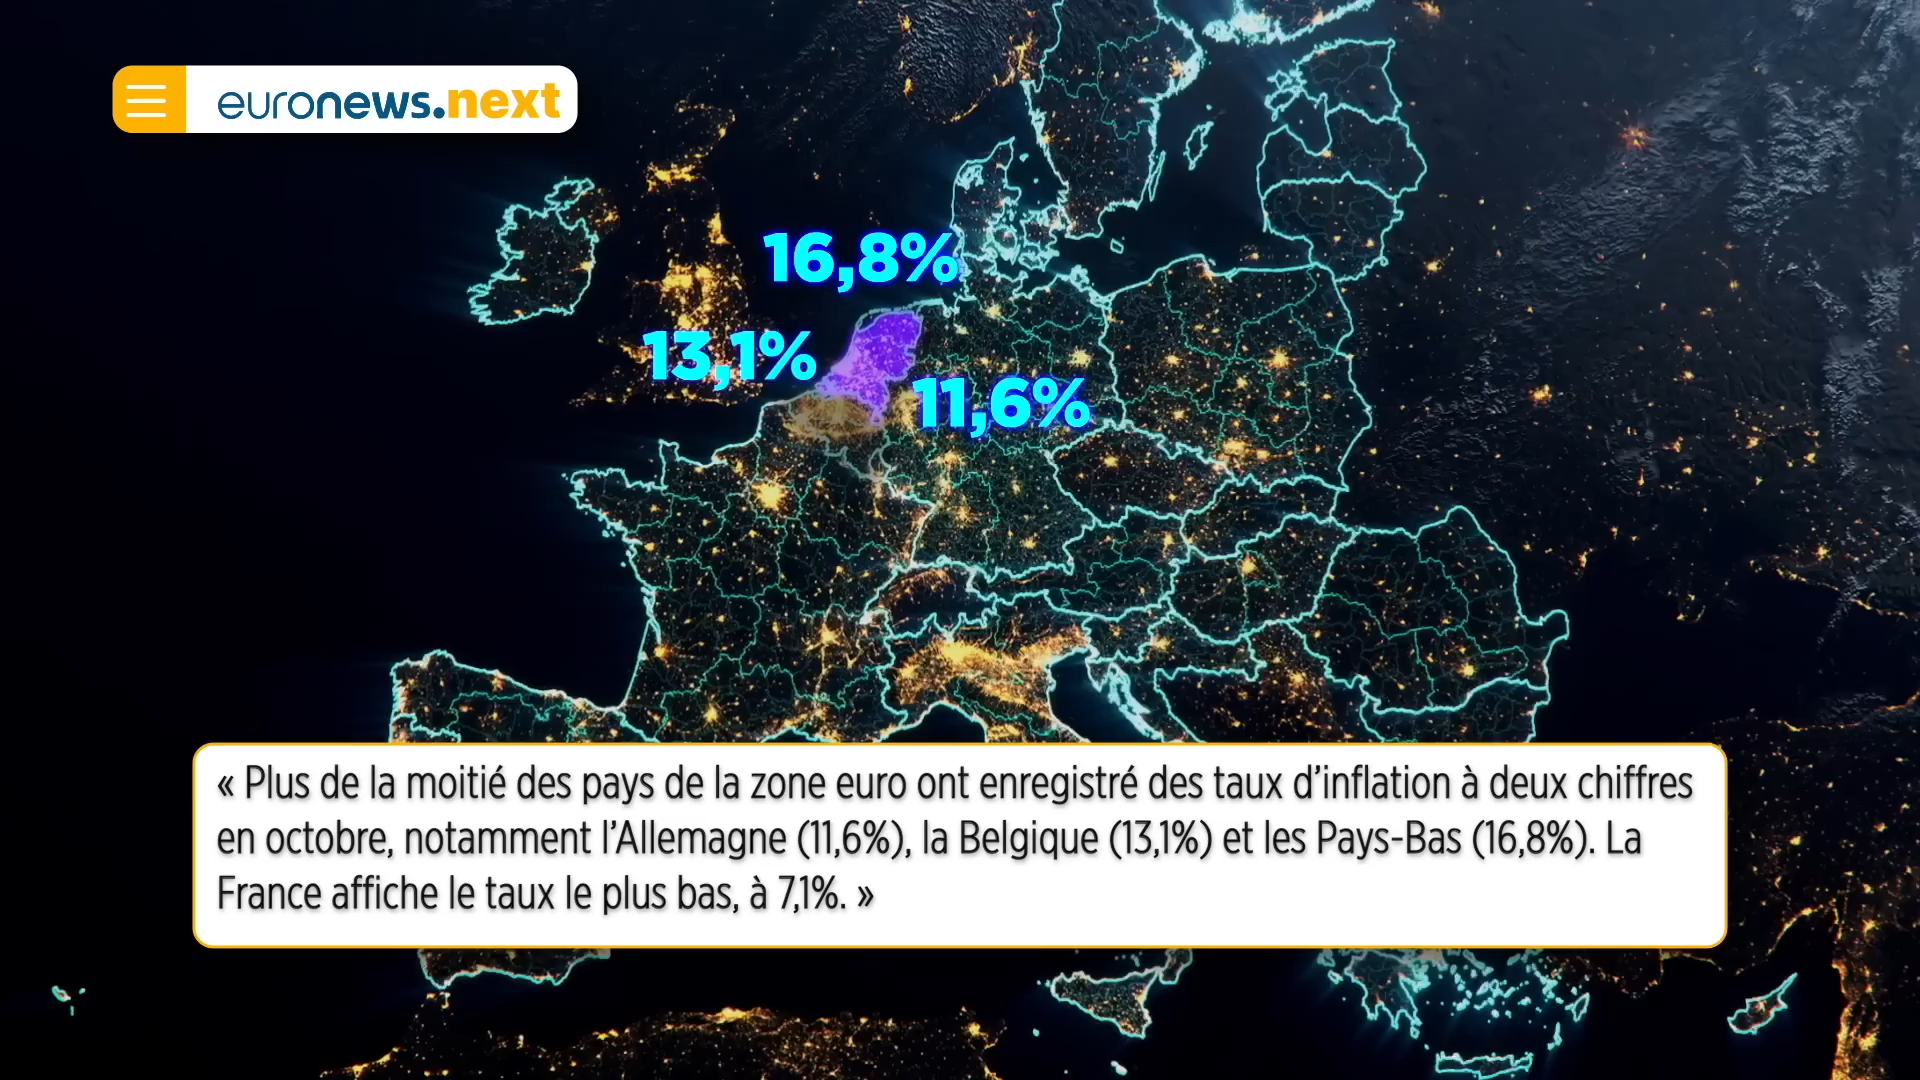 euronews.next
16,8%
13,1%
11,6%
« Plus de la moitié des pays de la zone euro ont enregistré des taux d’inflation à deux chiffres
en octobre, notamment l’Allemagne (11,6%), la Belgique (13,1%) et les Pays-Bas (16,8%). La
France affiche le taux le plus bas, à 7,1%. »